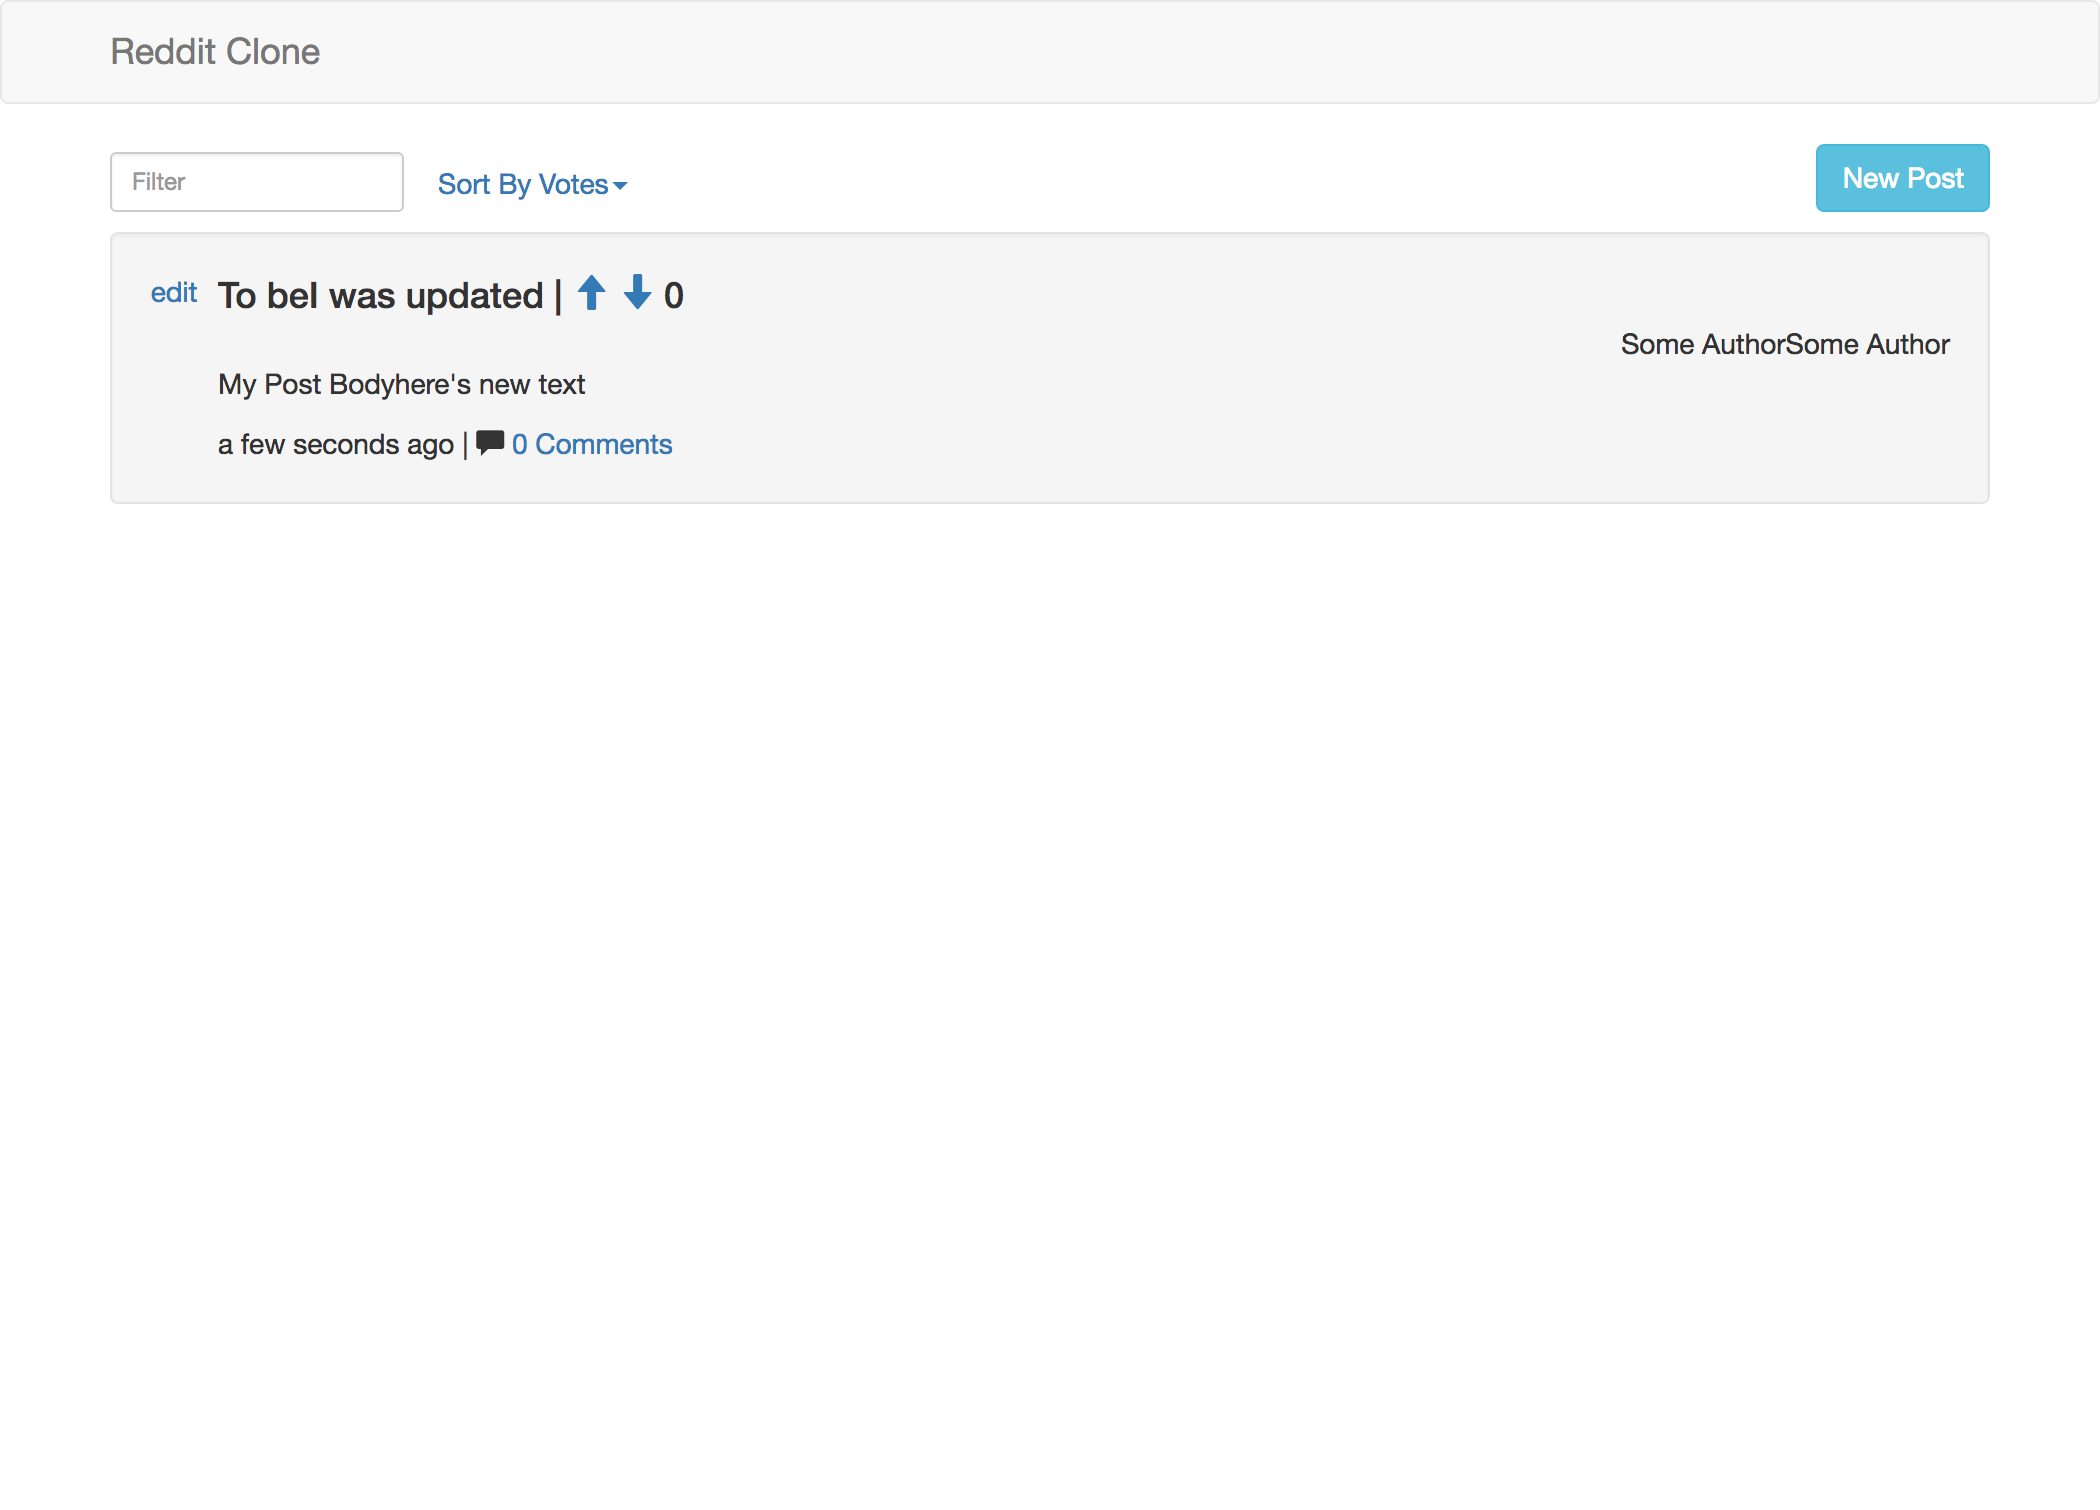 Reddit Clone
Filter
Sort By Votes
New Post
edit To bel was updated | 0
Some AuthorSome Author
My Post Bodyhere's new text
a few seconds ago | 0 Comments